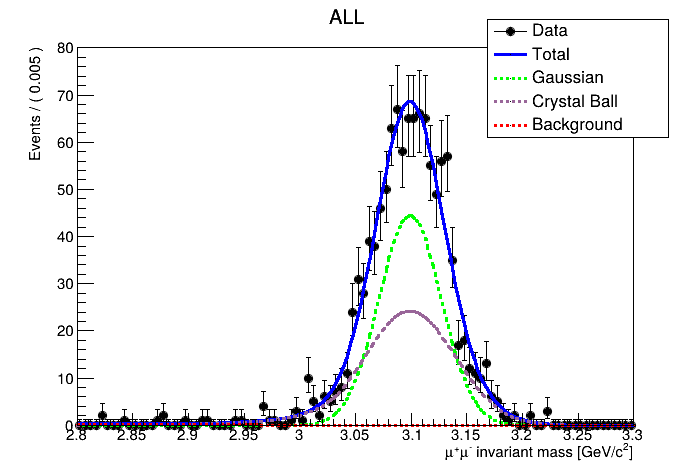 ALL
Data
Total
Gaussian
Crystal Ball
Background
Events / ( 0.005 )
80
70
60
50
40
30
20
10
0
2.8 2.85 2.9 2.95 3 3.05 3.1 3.15 3.2 3.25 3.3
μ⁺μ⁻ invariant mass [GeV/c²]